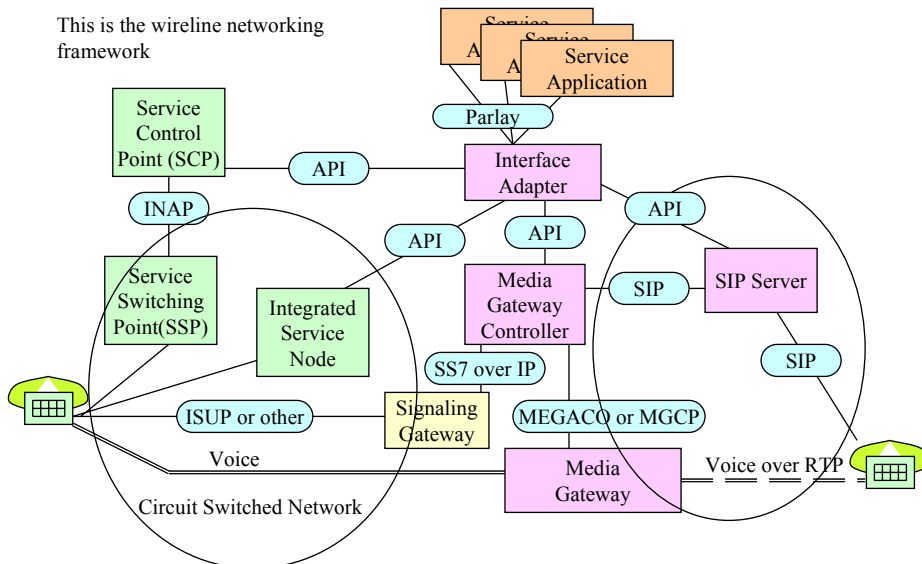 This is the wireline networking
framework
Service
A
Service
A
Service
Application
Parlay
Service
Control
Point (SCP)
API
Interface
Adapter
INAP
API
API
API
Service
Switching
Point(SSP)
Integrated
Service
Node
Media
Gateway
Controller
SIP
SIP Server
SS7 over IP
SIP
ISUP or other
Signaling
Gateway
MEGACO or MGCP
Voice
Media
Gateway
Voice over RTP
Circuit Switched Network